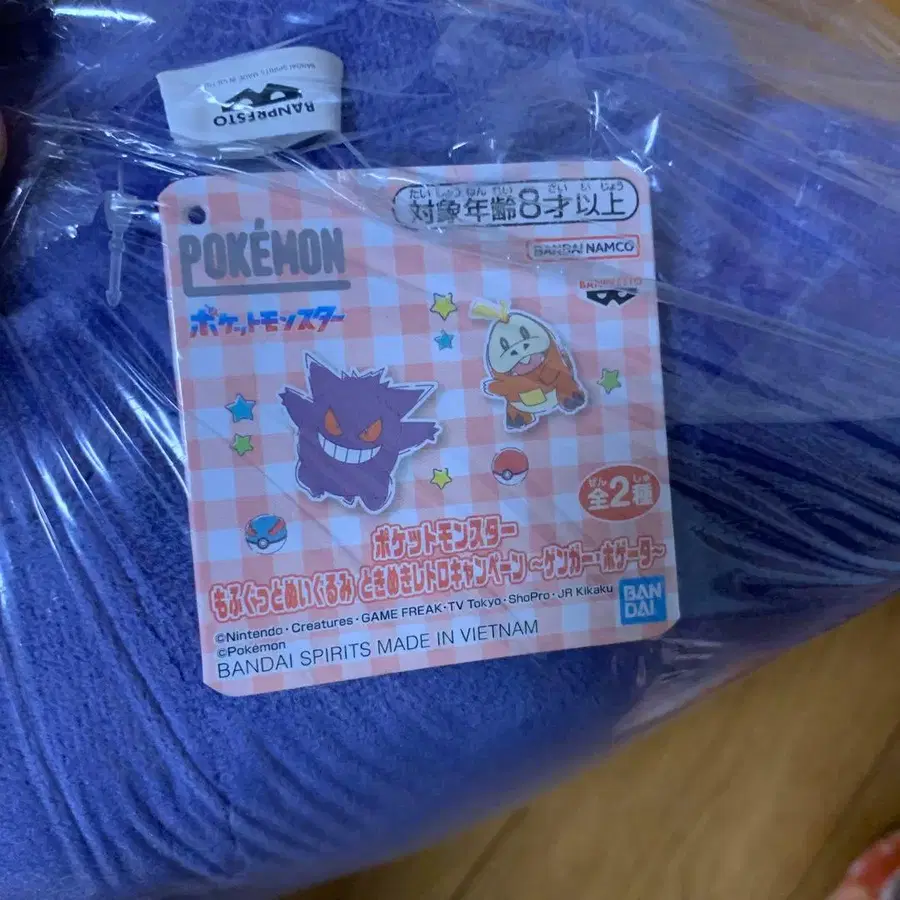 BANDAI SPIRITS MADE IN
BANPRESTO
たいしょうねんれい さい いじょう
対象年齢8才以上
POKÉMON
BANDAI NAMCO
BANPRESTO
ポケットモンスター
ぜん しゅ
全2種
ポケットモンスター
もふぐっとぬいぐるみ ときめきレトロキャンペーン ~ゲンガー・ホゲータ~
BAN
DAI
©Nintendo・Creatures・GAME FREAK・TV Tokyo・ShoPro・JR Kikaku
©Pokémon
BANDAI SPIRITS MADE IN VIETNAM